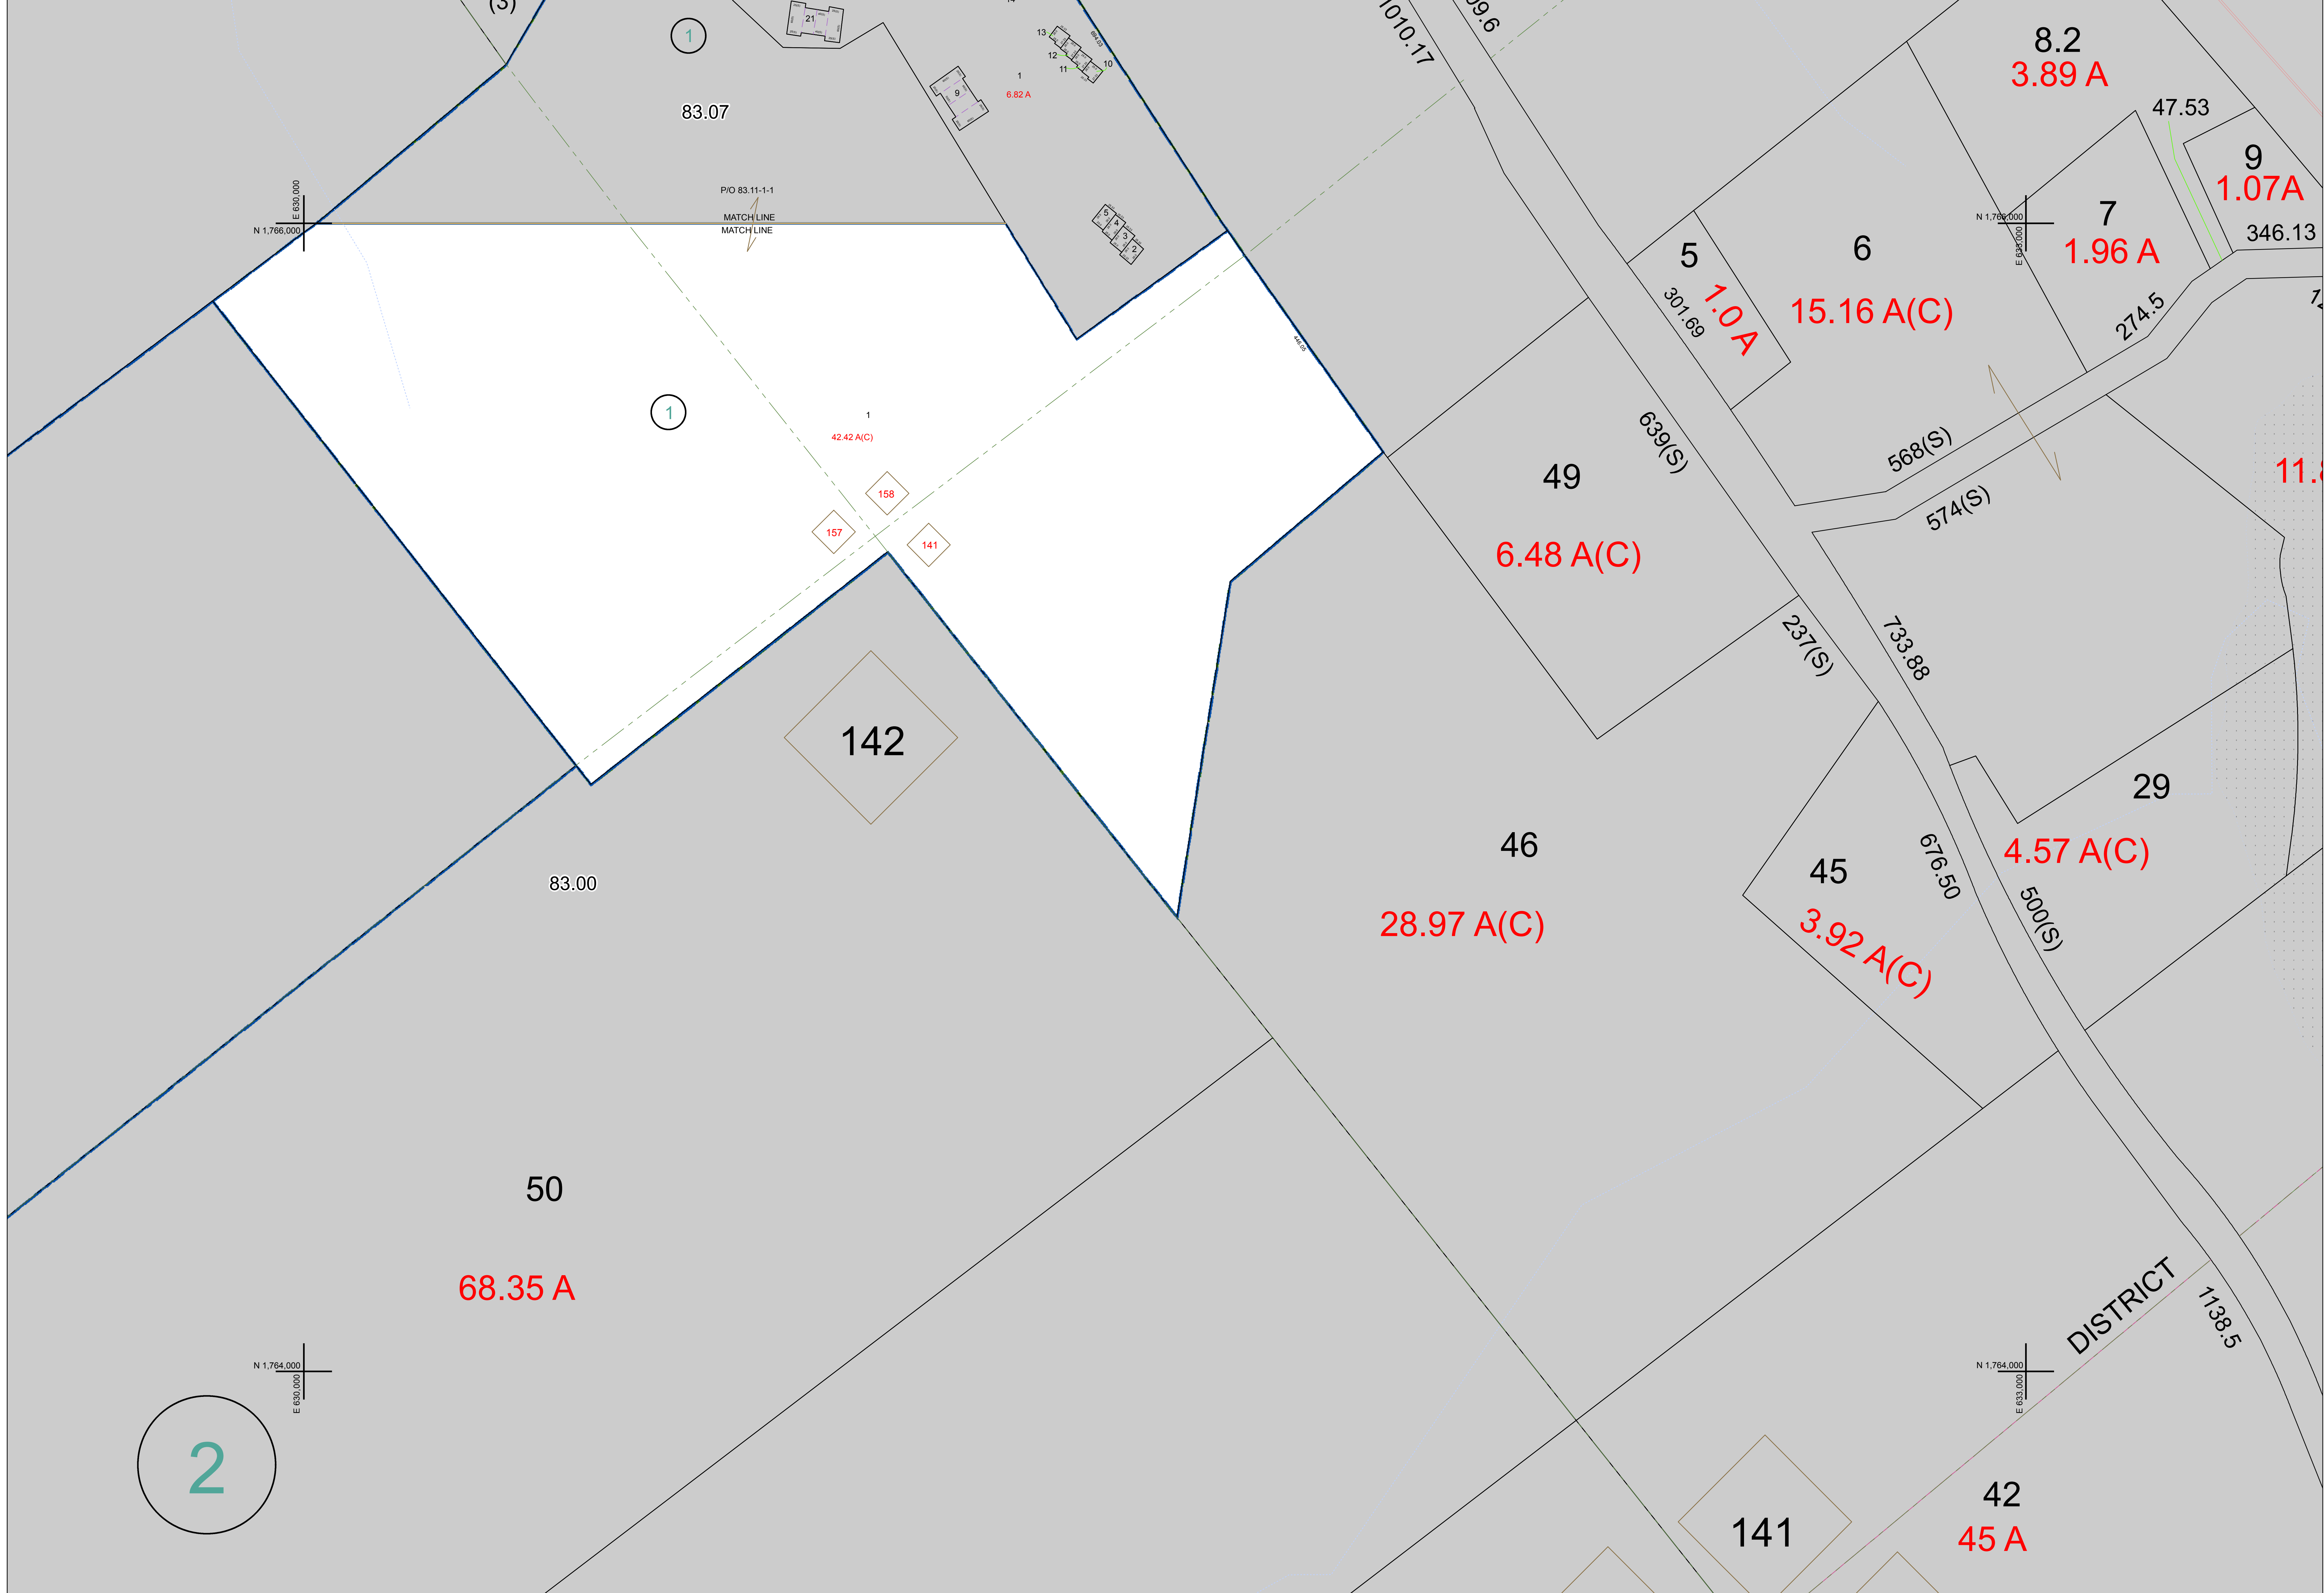 (3)
1
21
13
12
11
10
664.03
1
6.82 A
9
83.07
1010.17
8.2
3.89 A
47.53
9
1.07A
346.13
7
1.96 A
274.5
6
15.16 A(C)
5
1.0 A
301.69
E 630,000
N 1,766,000
P/O 83.11-1-1
MATCH LINE
MATCH LINE
5
4
3
2
N 1,766,000
E 633,000
446.05
1
1
42.42 A(C)
158
157
141
639(S)
568(S)
574(S)
49
6.48 A(C)
237(S)
733.88
142
83.00
46
28.97 A(C)
45
3.92 A(C)
29
4.57 A(C)
676.50
500(S)
50
68.35 A
DISTRICT
1138.5
N 1,764,000
E 630,000
N 1,764,000
E 633,000
2
141
42
45 A